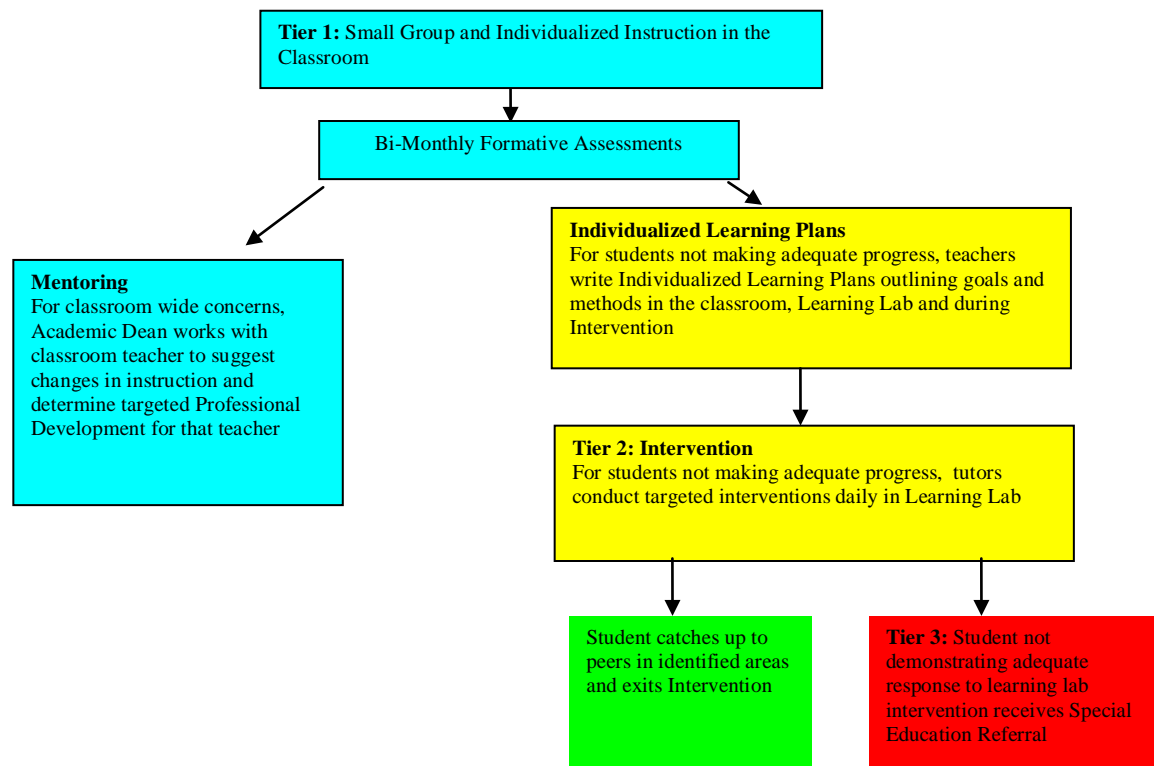 Tier 1: Small Group and Individualized Instruction in the
Classroom
Bi-Monthly Formative Assessments
Mentoring
For classroom wide concerns,
Academic Dean works with
classroom teacher to suggest
changes in instruction and
determine targeted Professional
Development for that teacher
Individualized Learning Plans
For students not making adequate progress, teachers
write Individualized Learning Plans outlining goals and
methods in the classroom, Learning Lab and during
Intervention
Tier 2: Intervention
For students not making adequate progress,  tutors
conduct targeted interventions daily in Learning Lab
Student catches up to
peers in identified areas
and exits Intervention
Tier 3: Student not
demonstrating adequate
response to learning lab
intervention receives Special
Education Referral